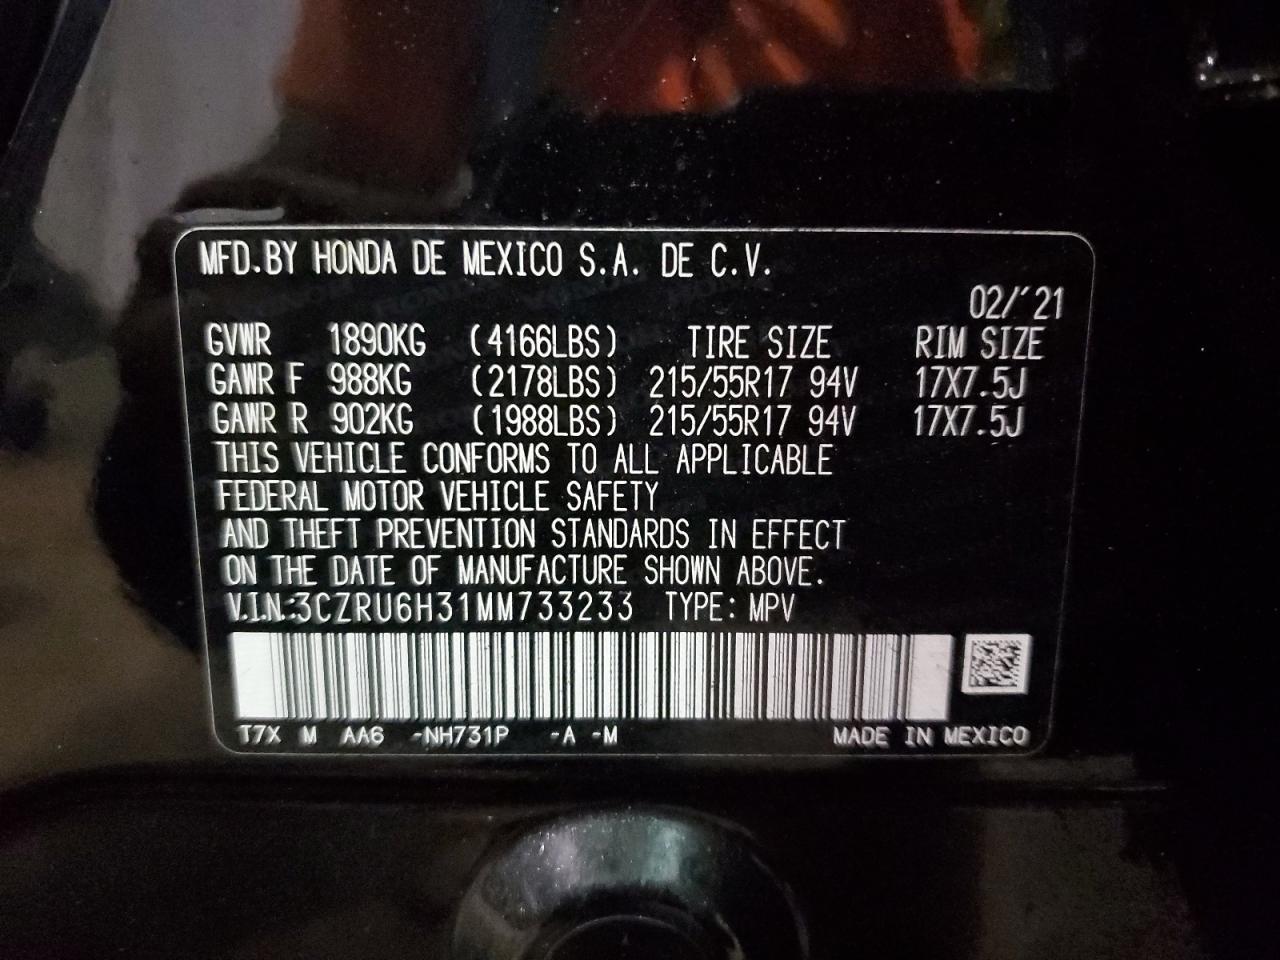 MFD.BY HONDA DE MEXICO S.A. DE C.V.
02/'21
GVWR 1890KG (4166LBS) TIRE SIZE RIM SIZE
GAWR F 988KG (2178LBS) 215/55R17 94V 17X7.5J
GAWR R 902KG (1988LBS) 215/55R17 94V 17X7.5J
THIS VEHICLE CONFORMS TO ALL APPLICABLE
FEDERAL MOTOR VEHICLE SAFETY
AND THEFT PREVENTION STANDARDS IN EFFECT
ON THE DATE OF MANUFACTURE SHOWN ABOVE.
V.I.N:3CZRU6H31MM733233 TYPE: MPV
T7X M AA6 -NH731P -A -M MADE IN MEXICO